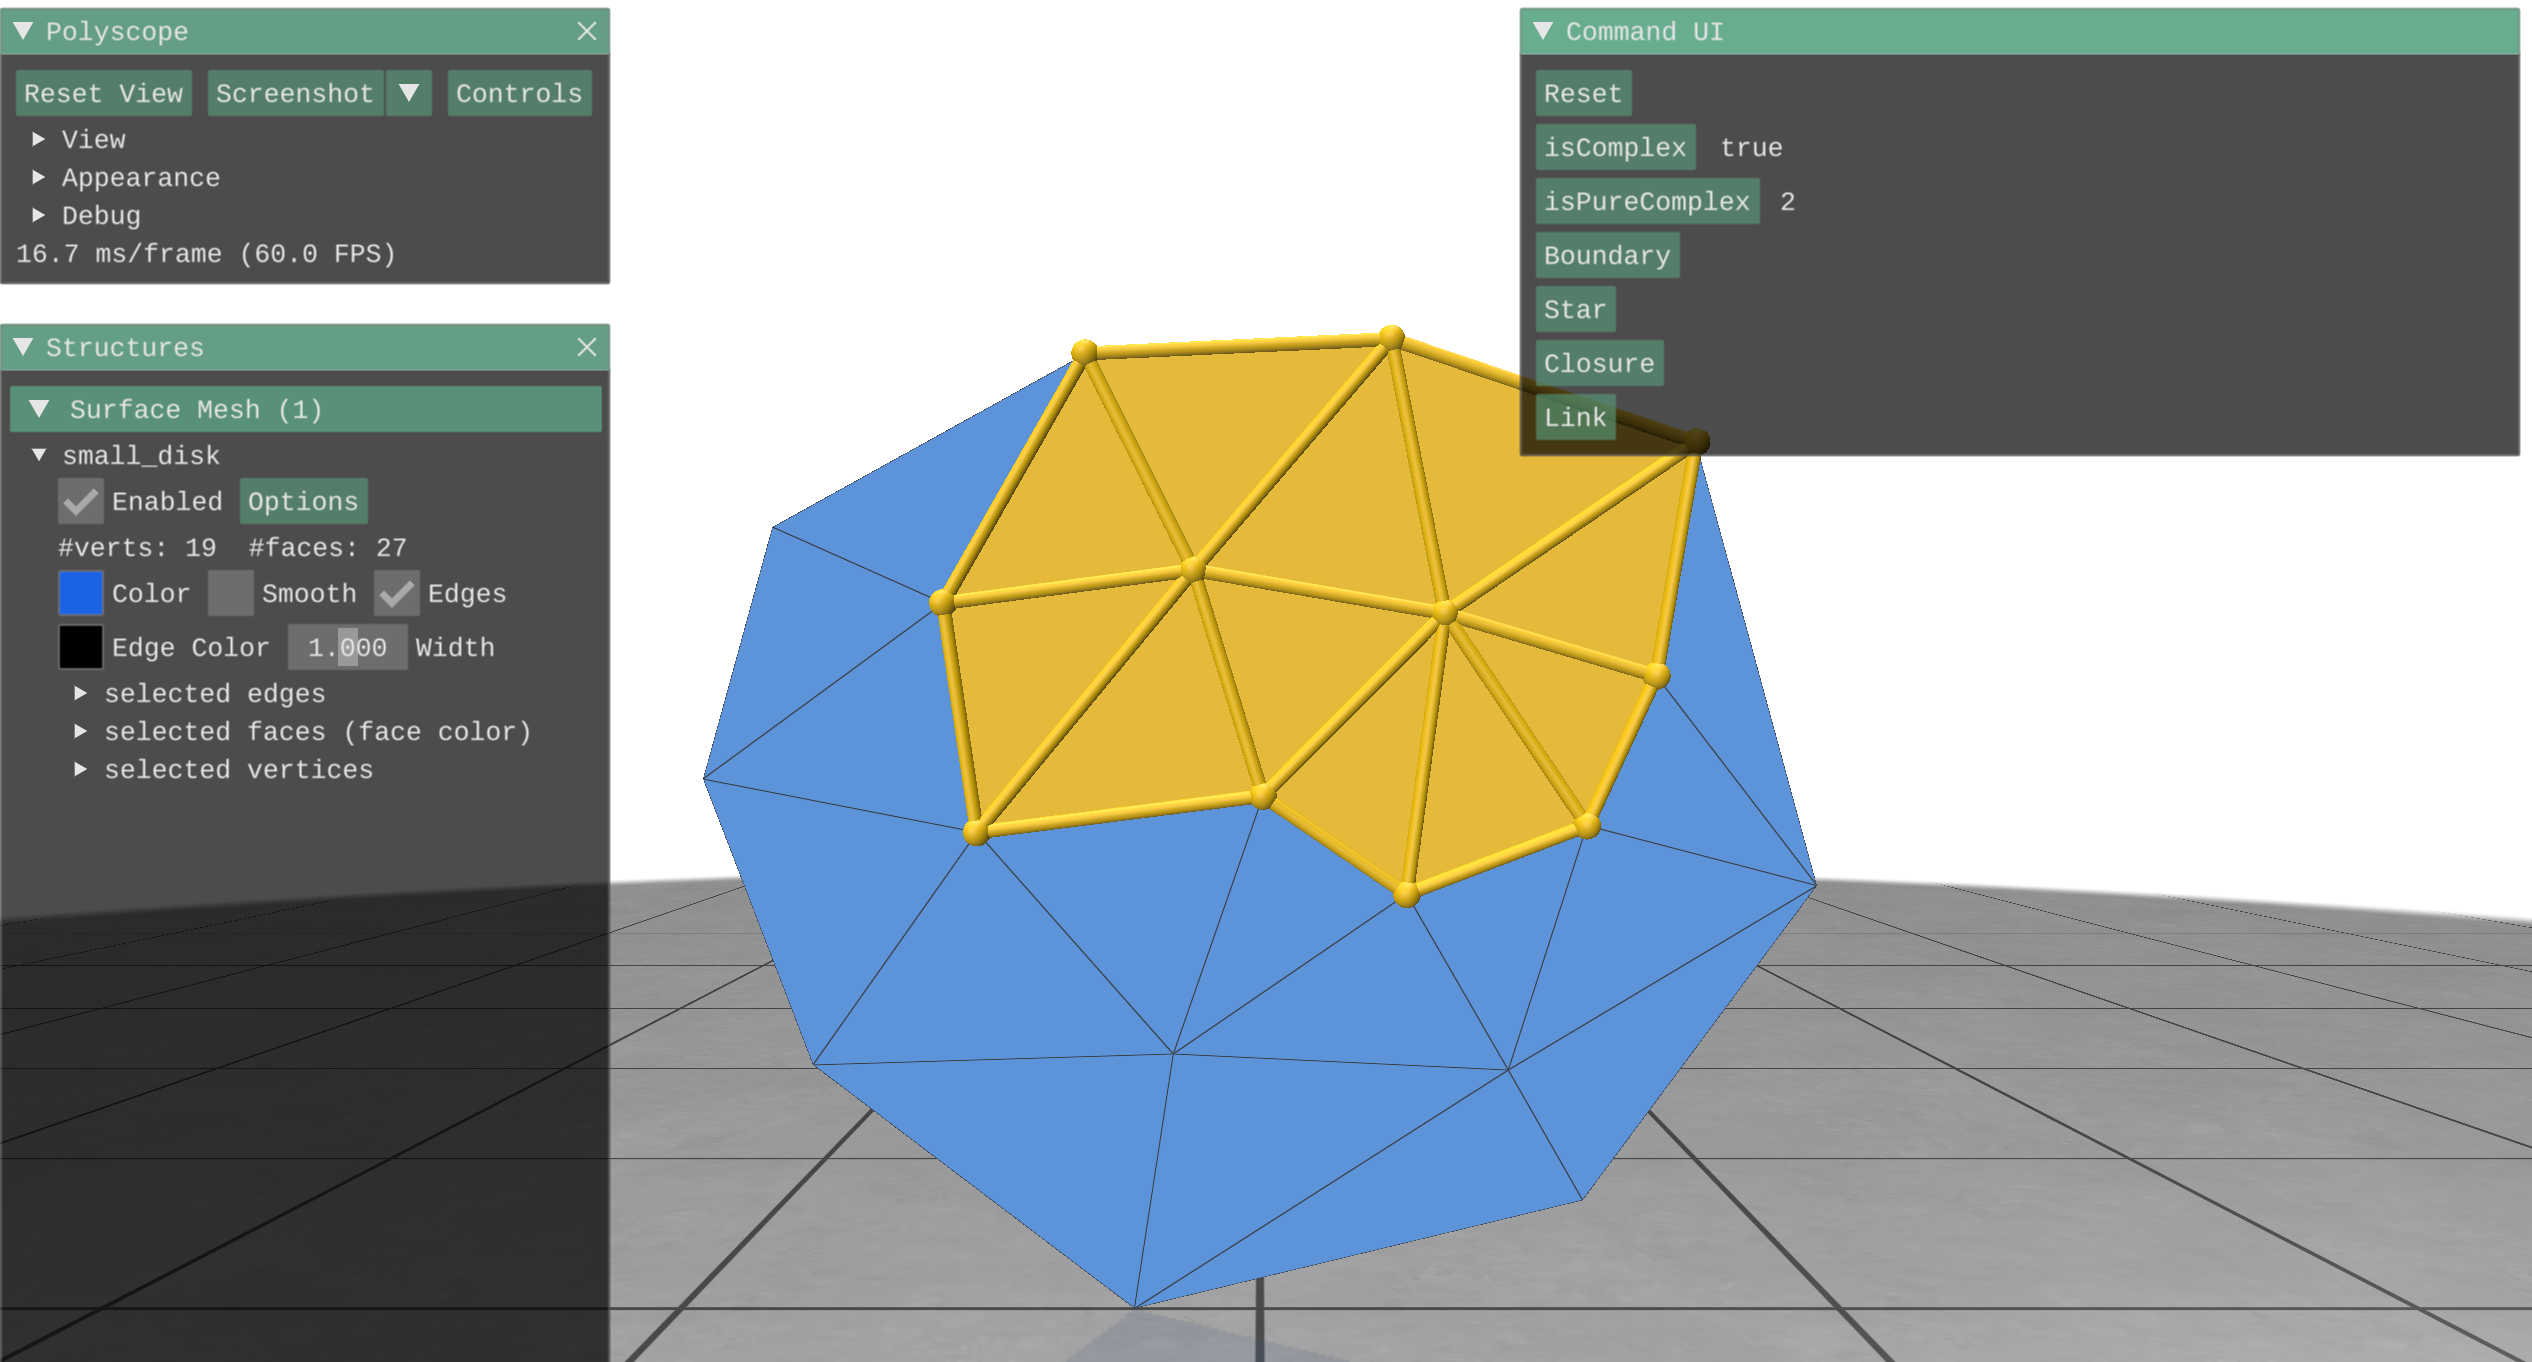 Polyscope
Reset View Screenshot Controls
View
Appearance
Debug
16.7 ms/frame (60.0 FPS)
Structures
Surface Mesh (1)
small_disk
Enabled Options
#verts: 19 #faces: 27
Color Smooth Edges
Edge Color 1.000 Width
selected edges
selected faces (face color)
selected vertices
Command UI
Reset
isComplex true
isPureComplex 2
Boundary
Star
Closure
Link